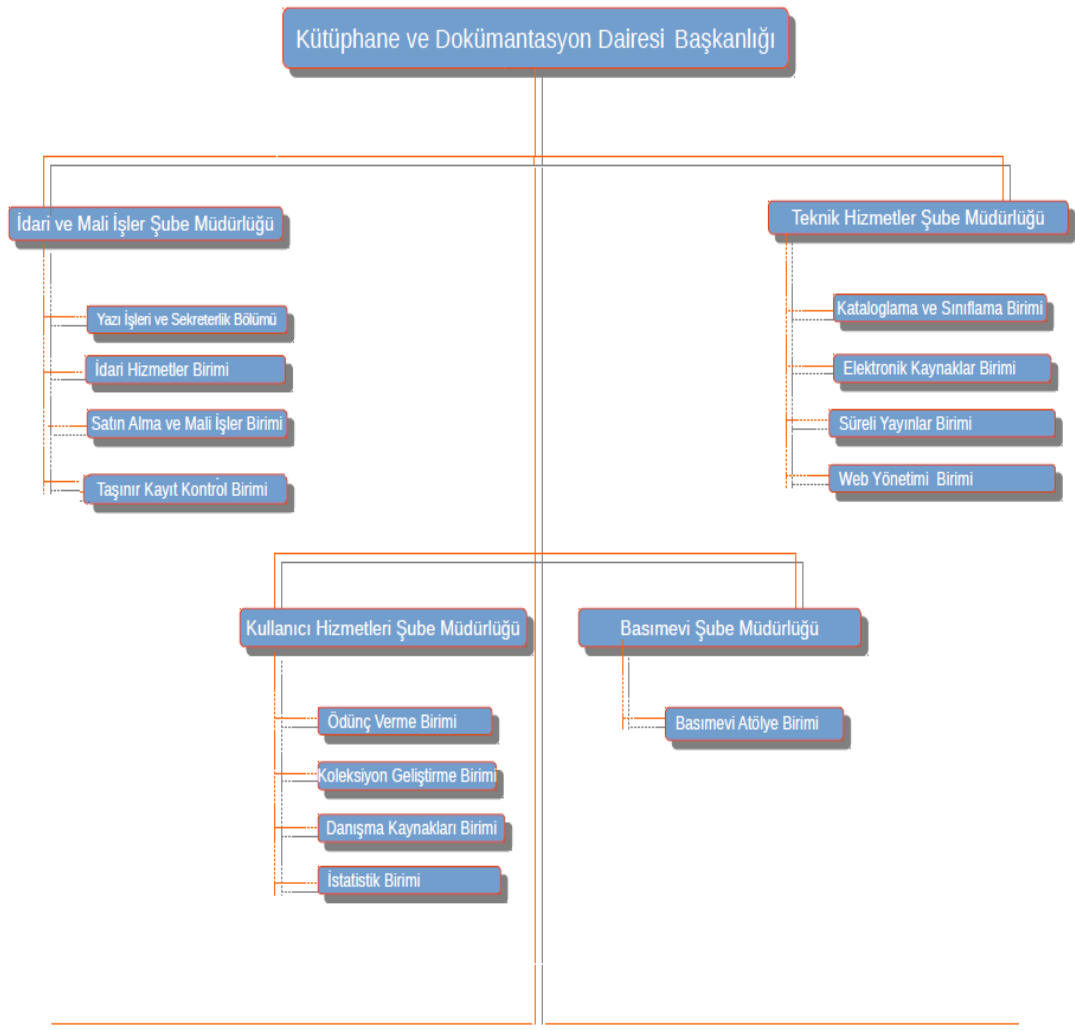 Kütüphane ve Dokümantasyon Dairesi Başkanlığı
İdari ve Mali İşler Şube Müdürlüğü
Yazı İşleri ve Sekreterlik Bölümü
İdari Hizmetler Birimi
Satın Alma ve Mali İşler Birimi
Taşınır Kayıt Kontrol Birimi
Teknik Hizmetler Şube Müdürlüğü
Kataloglama ve Sınıflama Birimi
Elektronik Kaynaklar Birimi
Süreli Yayınlar Birimi
Web Yönetimi Birimi
Kullanıcı Hizmetleri Şube Müdürlüğü
Ödünç Verme Birimi
Koleksiyon Geliştirme Birimi
Danışma Kaynakları Birimi
İstatistik Birimi
Basımevi Şube Müdürlüğü
Basımevi Atölye Birimi